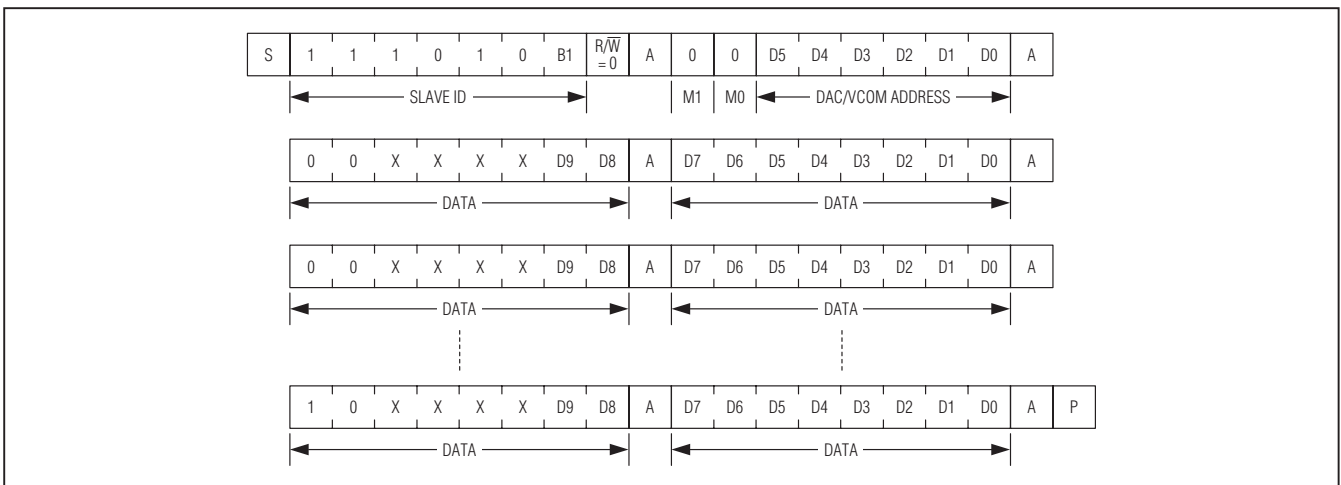 S 1 1 1 0 1 0 B1 R/W̅ = 0 A 0 0 D5 D4 D3 D2 D1 D0 A
SLAVE ID M1 M0 DAC/VCOM ADDRESS
0 0 X X X X D9 D8 A D7 D6 D5 D4 D3 D2 D1 D0 A
DATA DATA
0 0 X X X X D9 D8 A D7 D6 D5 D4 D3 D2 D1 D0 A
DATA DATA
1 0 X X X X D9 D8 A D7 D6 D5 D4 D3 D2 D1 D0 A P
DATA DATA